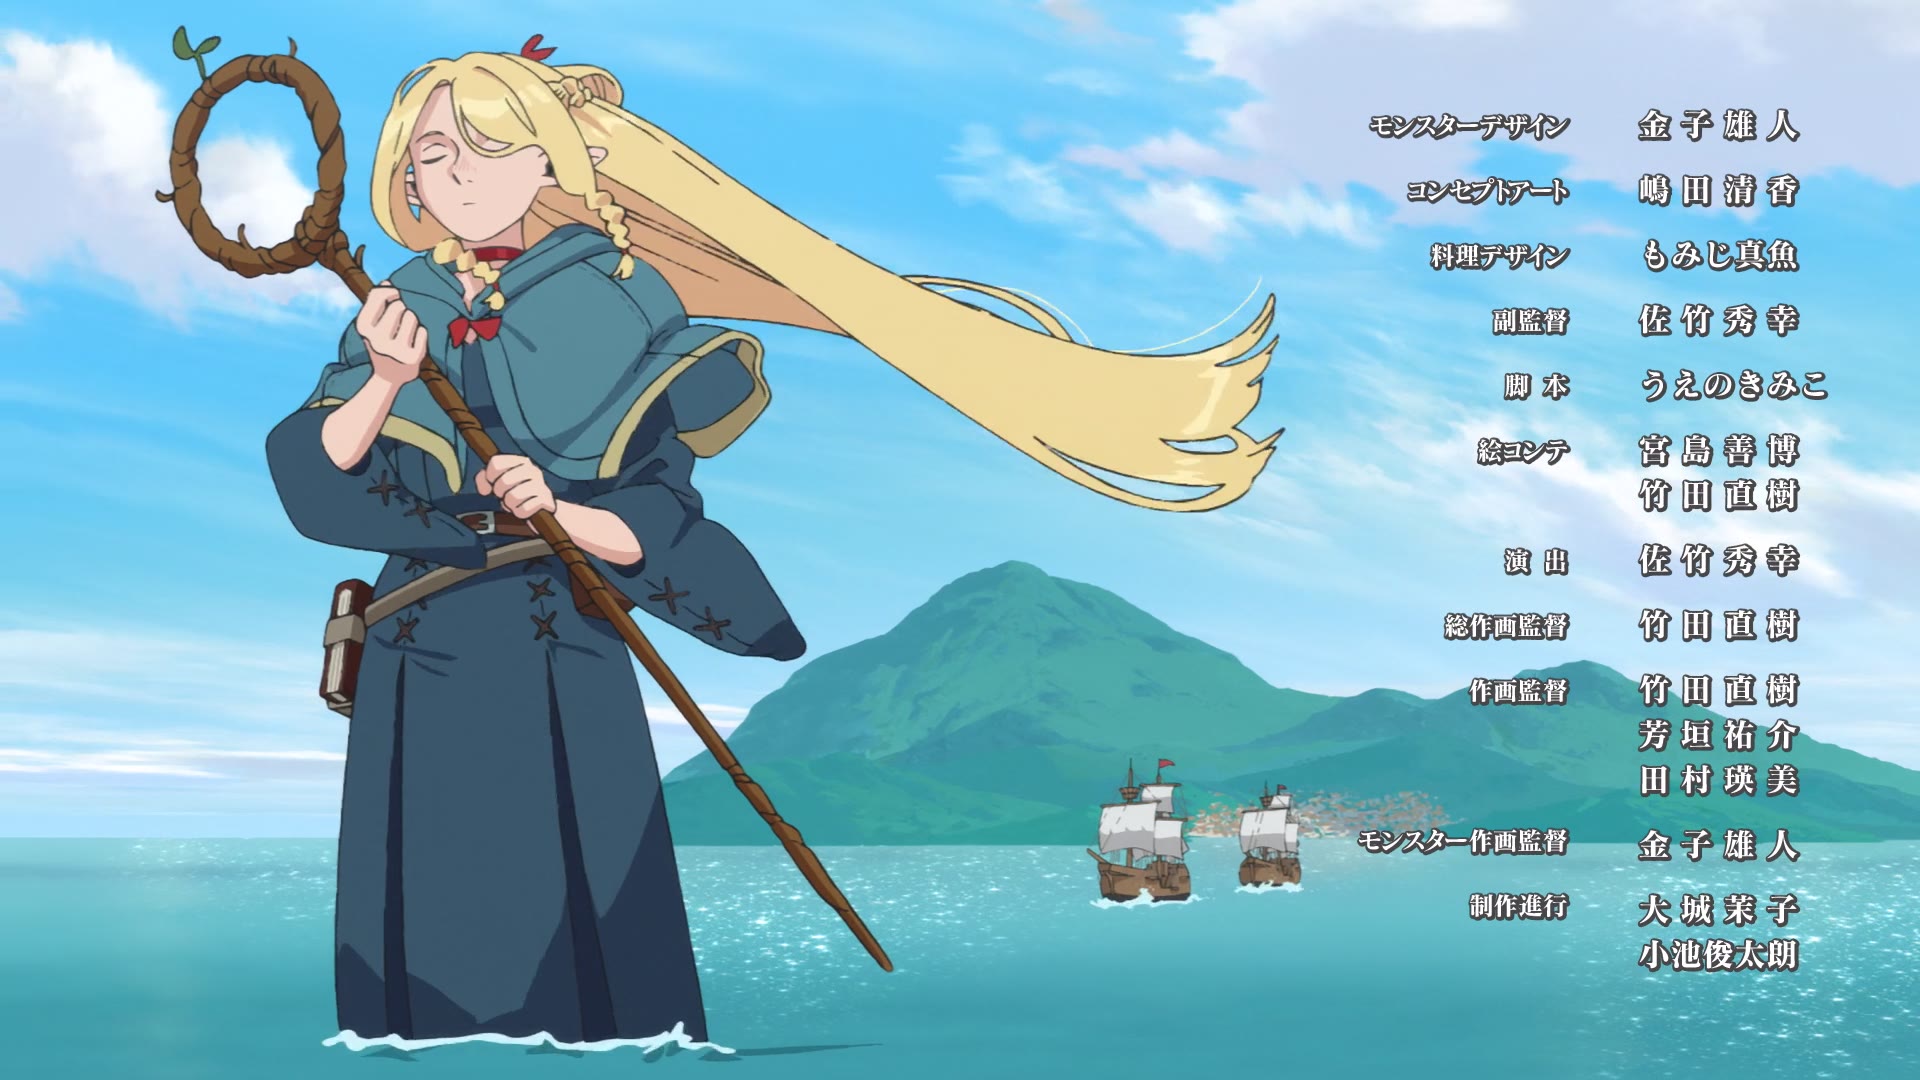 モンスターデザイン 金子雄人
コンセプトアート 嶋田清香
料理デザイン もみじ真魚
副監督 佐竹秀幸
脚本 うえのきみこ
絵コンテ 宮島善博
竹田直樹
演出 佐竹秀幸
総作画監督 竹田直樹
作画監督 竹田直樹
芳垣祐介
田村瑛美
モンスター作画監督 金子雄人
制作進行 大城茉子
小池俊太朗